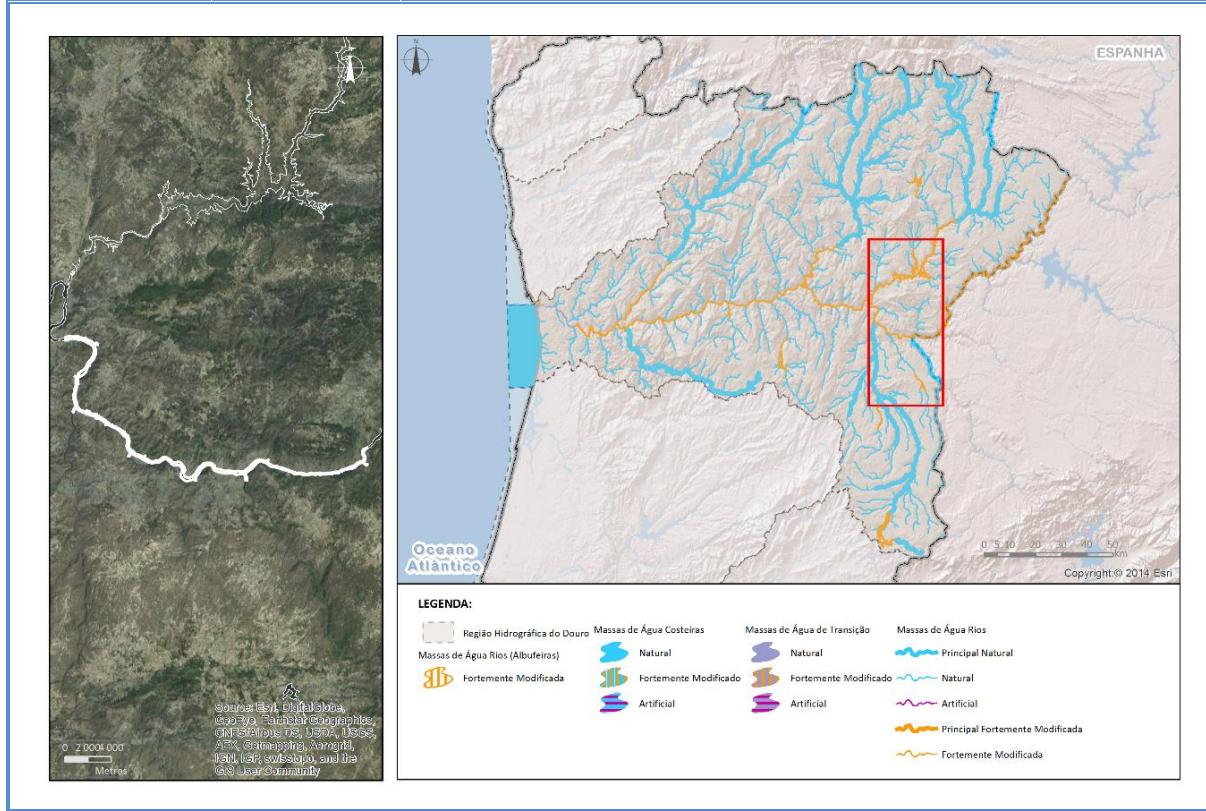 Source: Esri, DigitalGlobe,
GeoEye, Earthstar Geographics,
CNES/Airbus DS, USDA, USGS,
AEX, Getmapping, Aerogrid,
IGN, IGP, swisstopo, and the
GIS User Community
0 2 000 4 000
Metros
ESPANHA
Oceano
Atlântico
0 5 10 20 30 40 50
km
Copyright:© 2014 Esri
LEGENDA:
Região Hidrográfica do Douro
Massas de Água Rios (Albufeiras)
Fortemente Modificada
Massas de Água Costeiras
Natural
Fortemente Modificado
Artificial
Massas de Água de Transição
Natural
Fortemente Modificado
Artificial
Massas de Água Rios
Principal Natural
Natural
Artificial
Principal Fortemente Modificada
Fortemente Modificada